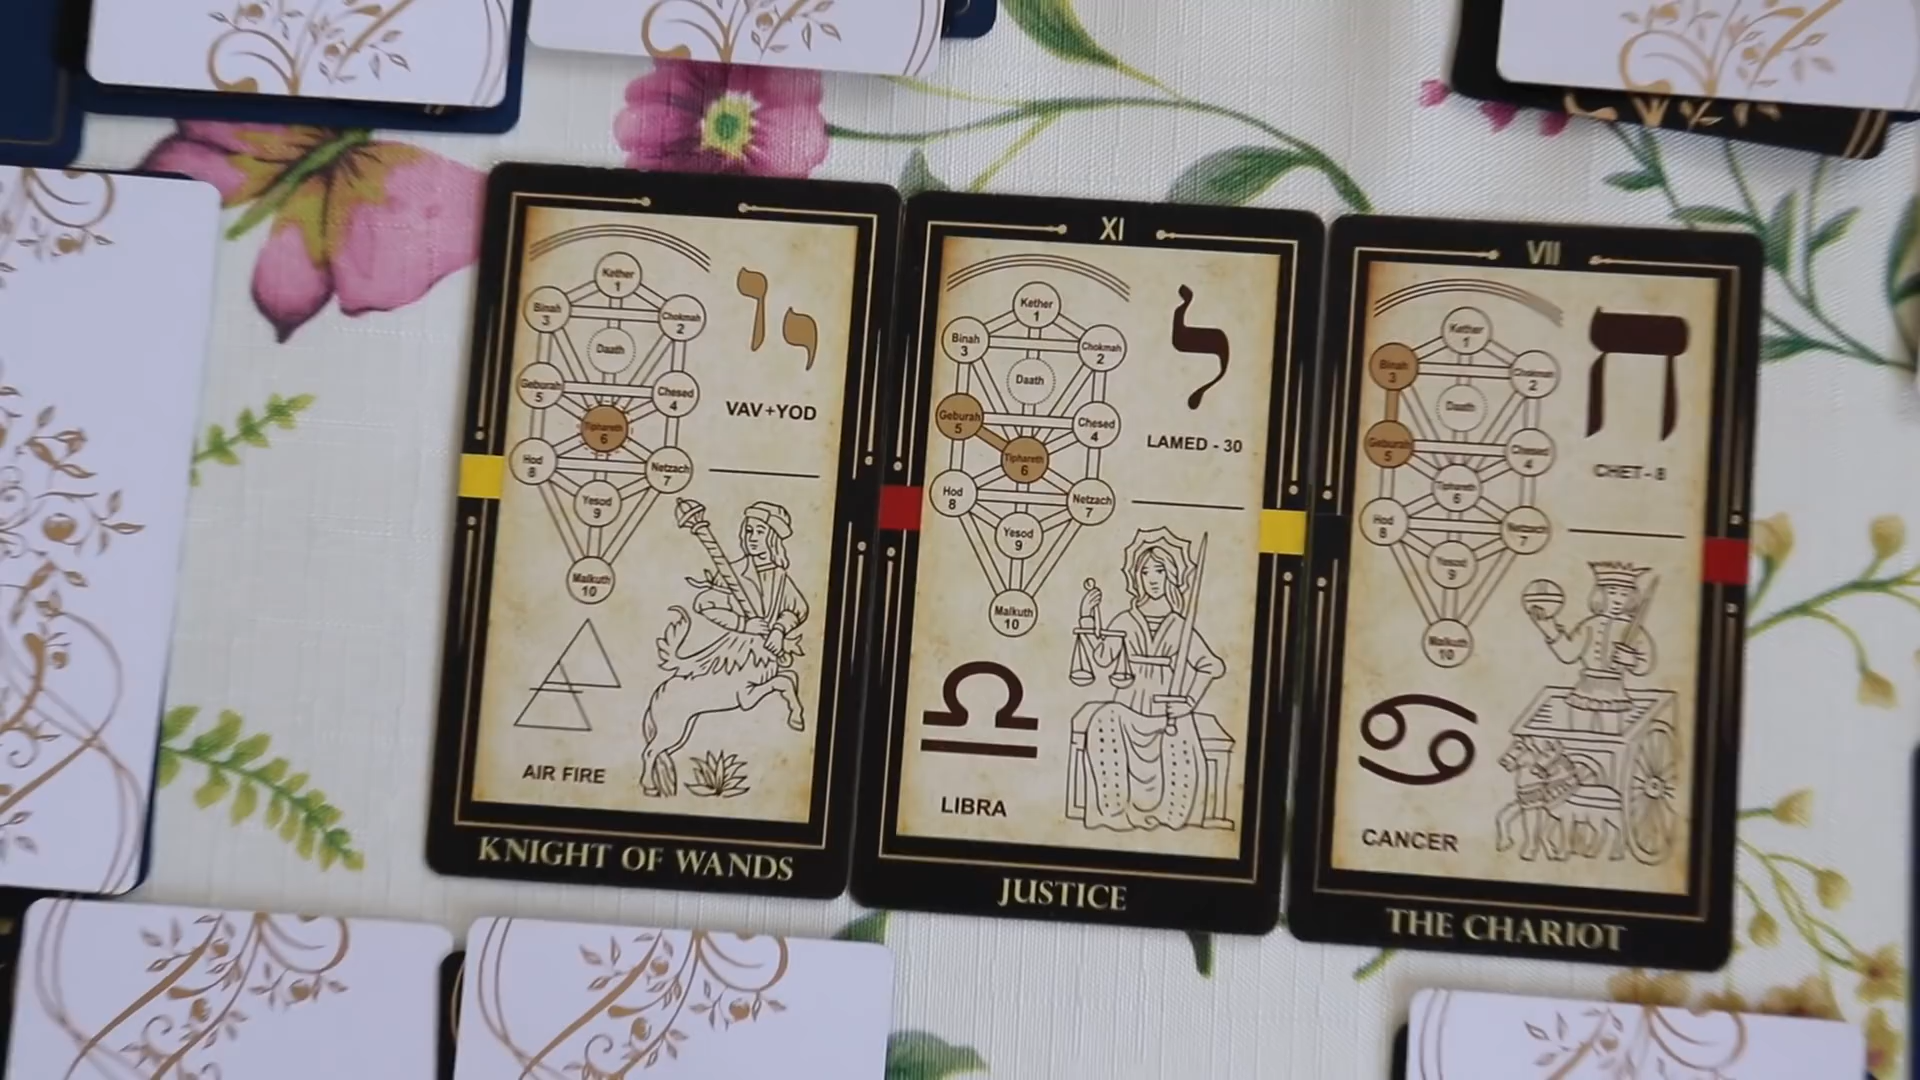 Kether
1
Binah
3
Chokmah
2
Daath
Geburah
5
Chesed
4
Tiphareth
6
Hod
8
Netzach
7
Yesod
9
Malkuth
10
ו י
VAV+YOD
AIR FIRE
KNIGHT OF WANDS
XI
Kether
1
Binah
3
Chokmah
2
Daath
Geburah
5
Chesed
4
Tiphareth
6
Hod
8
Netzach
7
Yesod
9
Malkuth
10
ל
LAMED - 30
LIBRA
JUSTICE
VII
Kether
1
Binah
3
Chokmah
2
Daath
Geburah
5
Chesed
4
Tiphareth
6
Hod
8
Netzach
7
Yesod
9
Malkuth
10
ח
CHET - 8
CANCER
THE CHARIOT